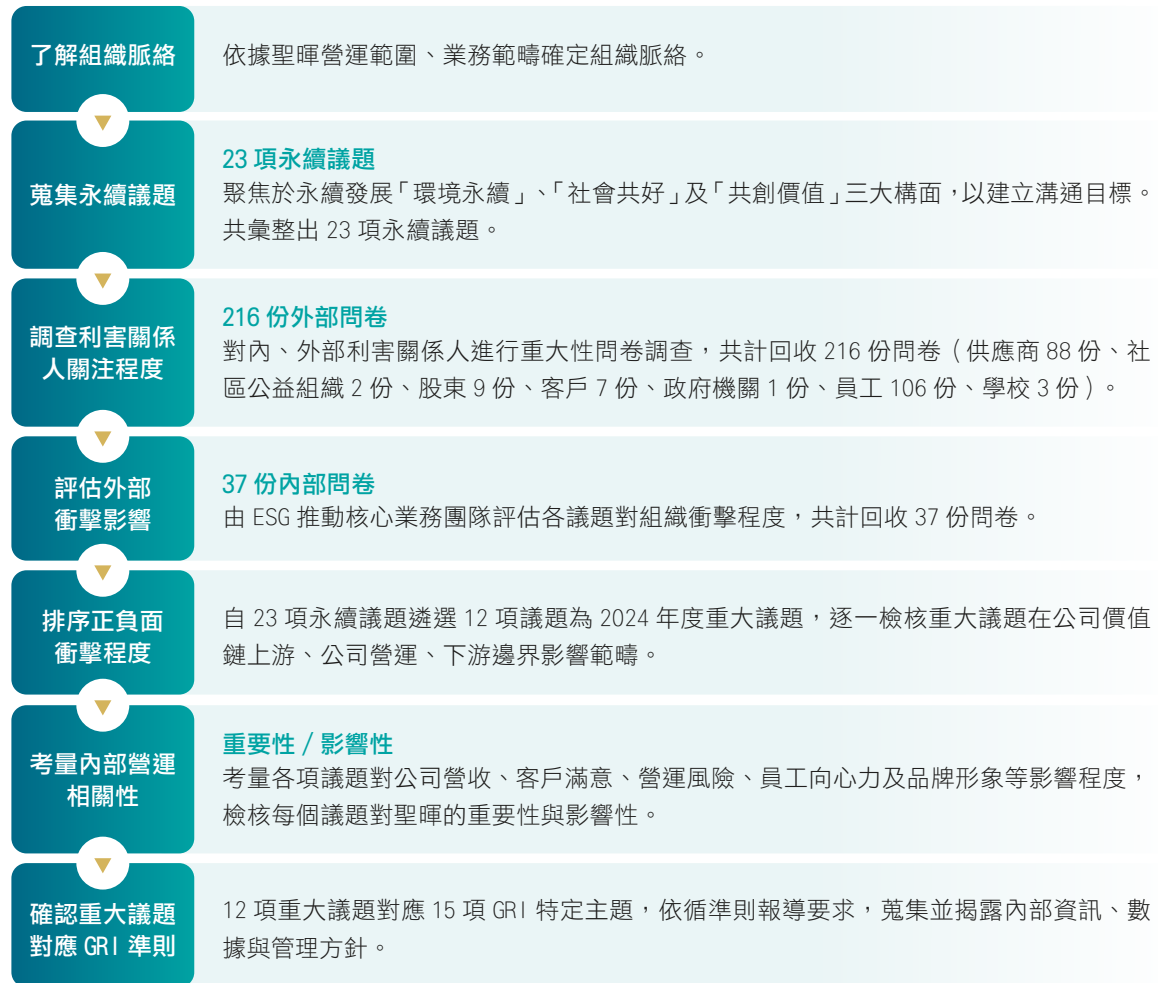 了解組織脈絡
依據聖暉營運範圍、業務範疇確定組織脈絡。
蒐集永續議題
23 項永續議題
聚焦於永續發展「環境永續」、「社會共好」及「共創價值」三大構面，以建立溝通目標。
共彙整出 23 項永續議題。
調查利害關係
人關注程度
216 份外部問卷
對內、外部利害關係人進行重大性問卷調查，共計回收 216 份問卷（供應商 88 份、社
區公益組織 2 份、股東 9 份、客戶 7 份、政府機關 1 份、員工 106 份、學校 3 份）。
評估外部
衝擊影響
37 份內部問卷
由 ESG 推動核心業務團隊評估各議題對組織衝擊程度，共計回收 37 份問卷。
排序正負面
衝擊程度
自 23 項永續議題遴選 12 項議題為 2024 年度重大議題，逐一檢核重大議題在公司價值
鏈上游、公司營運、下游邊界影響範疇。
考量內部營運
相關性
重要性 / 影響性
考量各項議題對公司營收、客戶滿意、營運風險、員工向心力及品牌形象等影響程度，
檢核每個議題對聖暉的重要性與影響性。
確認重大議題
對應 GRI 準則
12 項重大議題對應 15 項 GRI 特定主題，依循準則報導要求，蒐集並揭露內部資訊、數
據與管理方針。